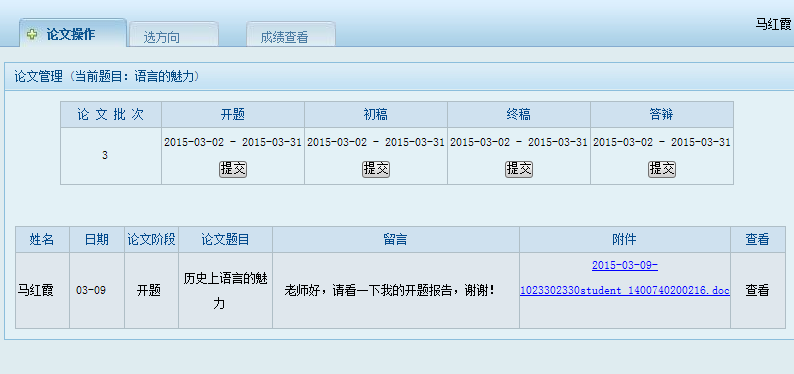 论文操作
选方向
成绩查看
马红霞
论文管理（当前题目：语言的魅力）
论 文 批 次
开题
初稿
终稿
答辩
3
2015-03-02 - 2015-03-31
2015-03-02 - 2015-03-31
2015-03-02 - 2015-03-31
2015-03-02 - 2015-03-31
提交
提交
提交
提交
姓名
日期
论文阶段
论文题目
留言
附件
查看
马红霞
03-09
开题
历史上语言的魅
力
老师好，请看一下我的开题报告，谢谢！
2015-03-09-
1023302330student_1400740200216.doc
查看